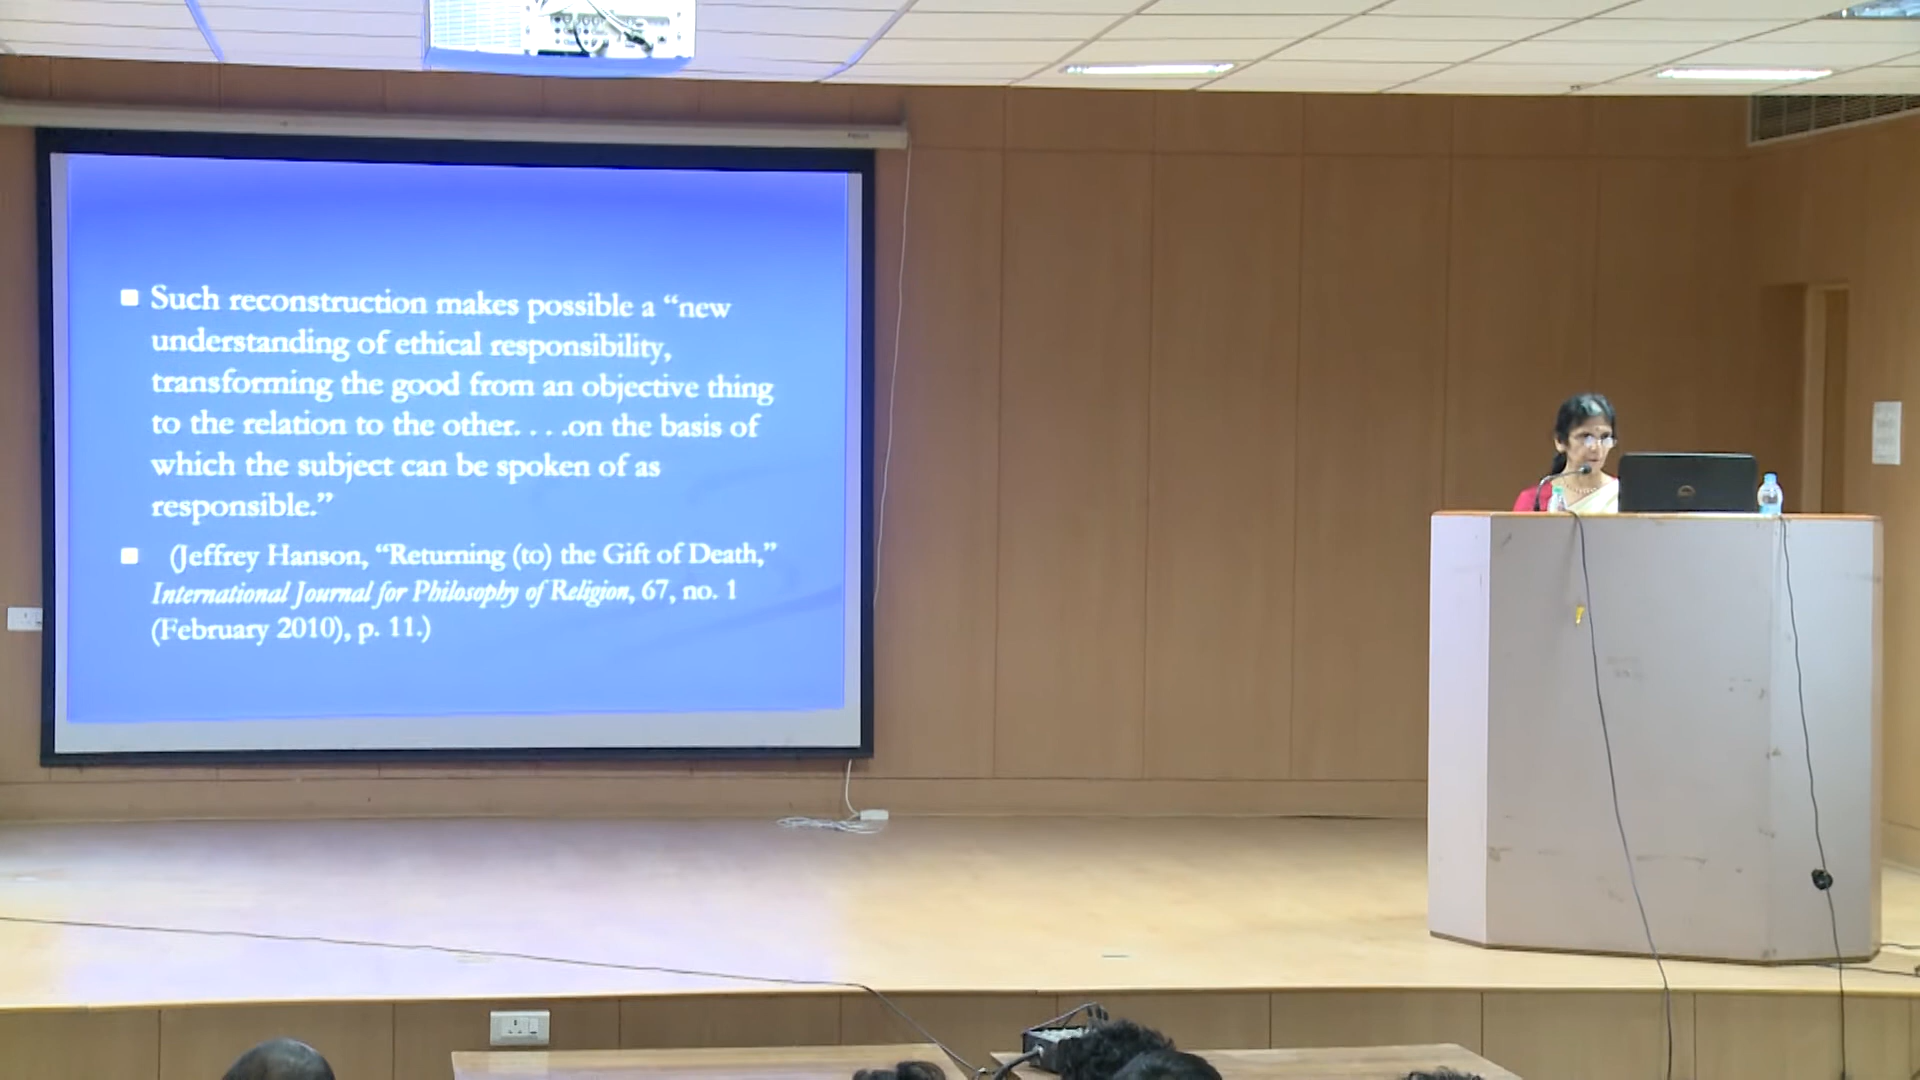 Such reconstruction makes possible a “new
understanding of ethical responsibility,
transforming the good from an objective thing
to the relation to the other. . . .on the basis of
which the subject can be spoken of as
responsible.”
(Jeffrey Hanson, “Returning (to) the Gift of Death,”
International Journal for Philosophy of Religion, 67, no. 1
(February 2010), p. 11.)